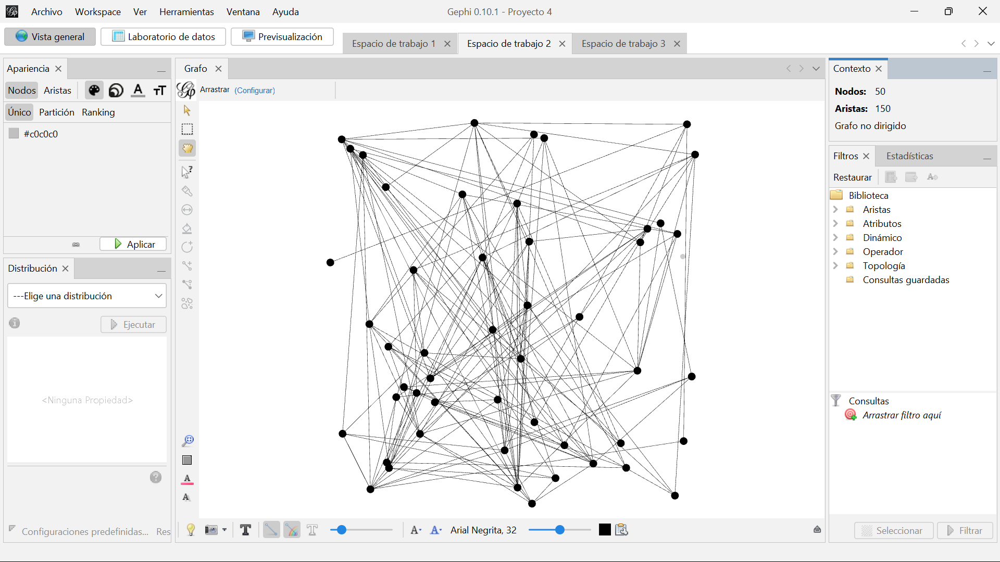 Archivo Workspace Ver Herramientas Ventana Ayuda
Gephi 0.10.1 - Proyecto 4
Vista general
Laboratorio de datos
Previsualización
Espacio de trabajo 1
Espacio de trabajo 2
Espacio de trabajo 3
Apariencia
Nodos Aristas
Único Partición Ranking
#c0c0c0
Aplicar
Distribución
---Elige una distribución
Ejecutar
<Ninguna Propiedad>
Configuraciones predefinidas... Res
Grafo
Arrastrar (Configurar)
Arial Negrita, 32
Contexto
Nodos: 50
Aristas: 150
Grafo no dirigido
Filtros Estadísticas
Restaurar
Biblioteca
Aristas
Atributos
Dinámico
Operador
Topología
Consultas guardadas
Consultas
Arrastrar filtro aquí
Seleccionar
Filtrar